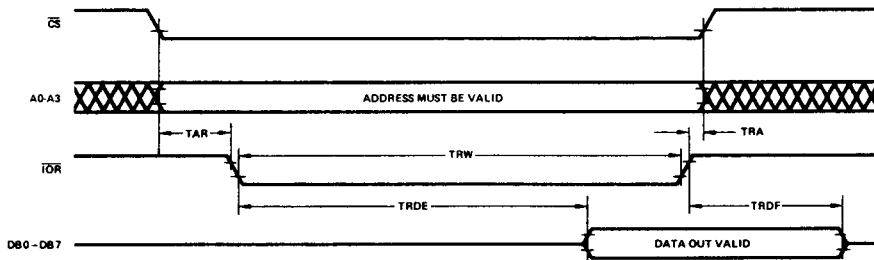 CS
A0-A3
ADDRESS MUST BE VALID
TAR
TRA
IOR
TRW
TRDE
TRDF
DB0-DB7
DATA OUT VALID